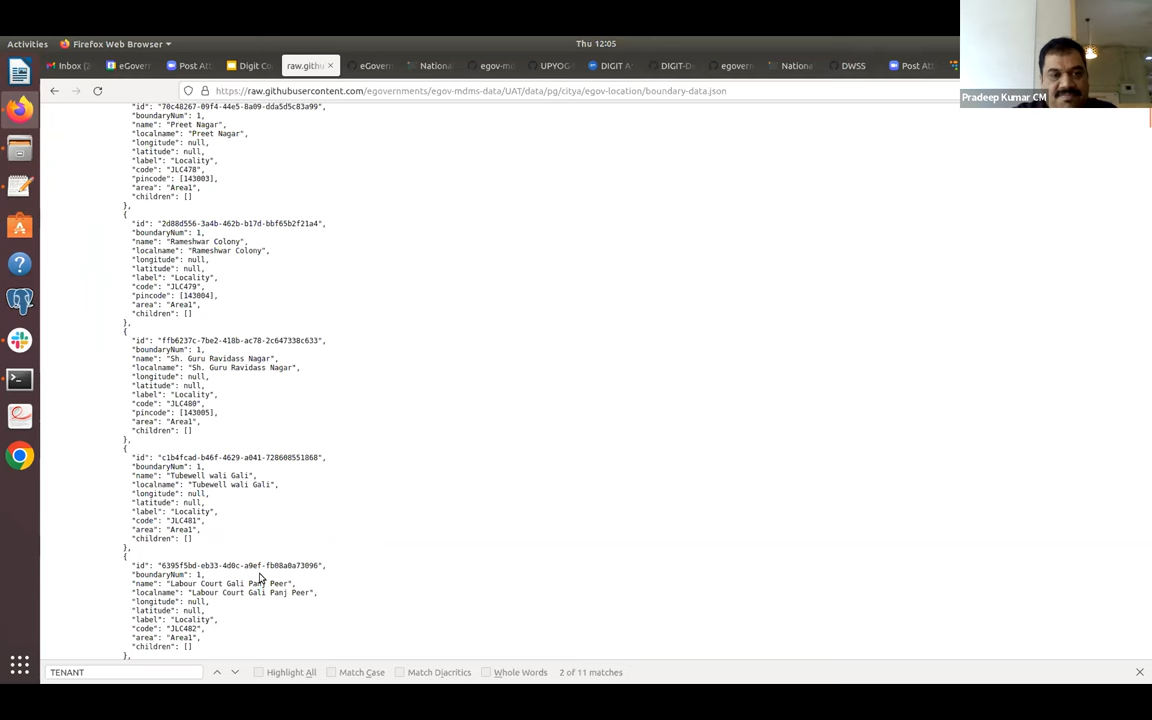 Activities
Firefox Web Browser
Thu 12:05
Inbox (2
eGover
Post Att
Digit Co
raw.githu
eGovern
Nationa
egov-mc
UPYOG-
DIGIT A
DIGIT-D
egovern
Nationa
DWSS
Post Att
https://raw.githubusercontent.com/egovernments/egov-mdms-data/UAT/data/pg/citya/egov-location/boundary-data.json
Pradeep Kumar CM
"id": "70c48267-09f4-44e5-8a09-dda5d5c83a99",
"boundaryNum": 1,
"name": "Preet Nagar",
"localname": "Preet Nagar",
"longitude": null,
"latitude": null,
"label": "Locality",
"code": "JLC478",
"pincode": [143003],
"area": "Area1",
"children": []
},
{
"id": "2d88d556-3a4b-462b-b17d-bbf65b2f21a4",
"boundaryNum": 1,
"name": "Rameshwar Colony",
"localname": "Rameshwar Colony",
"longitude": null,
"latitude": null,
"label": "Locality",
"code": "JLC479",
"pincode": [143004],
"area": "Area1",
"children": []
},
{
"id": "ffb6237c-7be2-418b-ac78-2c647338c633",
"boundaryNum": 1,
"name": "Sh. Guru Ravidass Nagar",
"localname": "Sh. Guru Ravidass Nagar",
"longitude": null,
"latitude": null,
"label": "Locality",
"code": "JLC480",
"pincode": [143005],
"area": "Area1",
"children": []
},
{
"id": "c1b4fcad-b46f-4629-a041-728608551868",
"boundaryNum": 1,
"name": "Tubewell wali Gali",
"localname": "Tubewell wali Gali",
"longitude": null,
"latitude": null,
"label": "Locality",
"code": "JLC481",
"area": "Area1",
"children": []
},
{
"id": "6395f5bd-eb33-4d0c-a9ef-fb08a0a73096",
"boundaryNum": 1,
"name": "Labour Court Gali Panj Peer",
"localname": "Labour Court Gali Panj Peer",
"longitude": null,
"latitude": null,
"label": "Locality",
"code": "JLC482",
"area": "Area1",
"children": []
},
TENANT
Highlight All
Match Case
Match Diacritics
Whole Words
2 of 11 matches